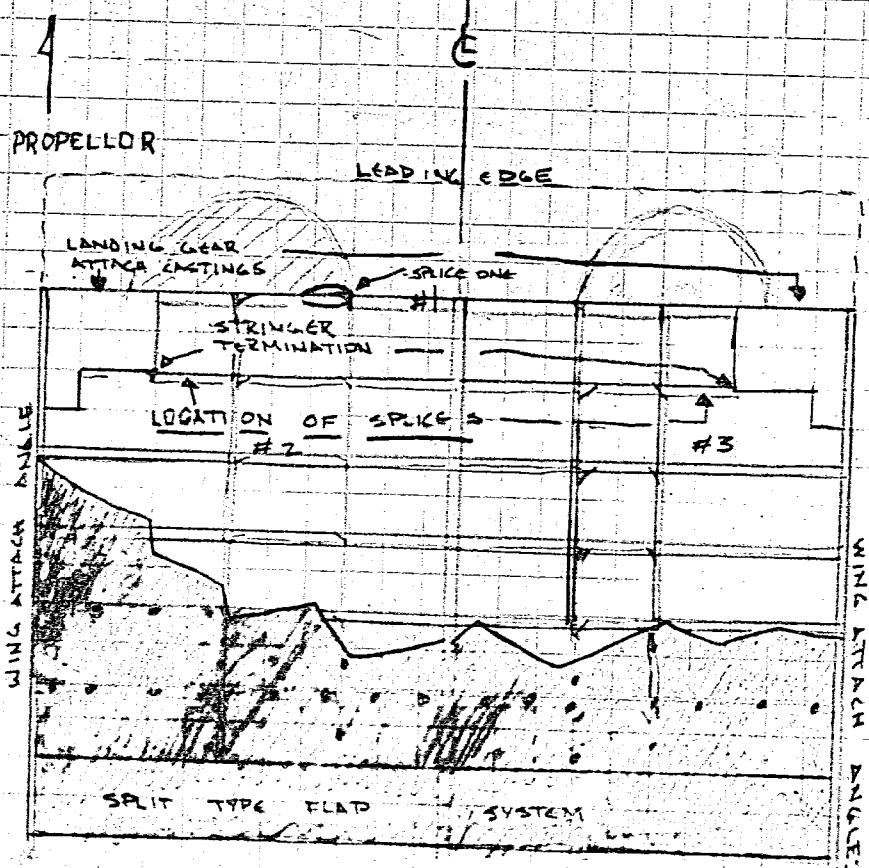 ℄
PROPELLOR
LEADING EDGE
LANDING GEAR
ATTACH CASTINGS
SPLICE ONE
#1
STRINGER
TERMINATION
LOCATION OF SPLICES
#2
#3
WING ATTACH ANGLE
WING ATTACH ANGLE
SPLIT TYPE FLAP SYSTEM